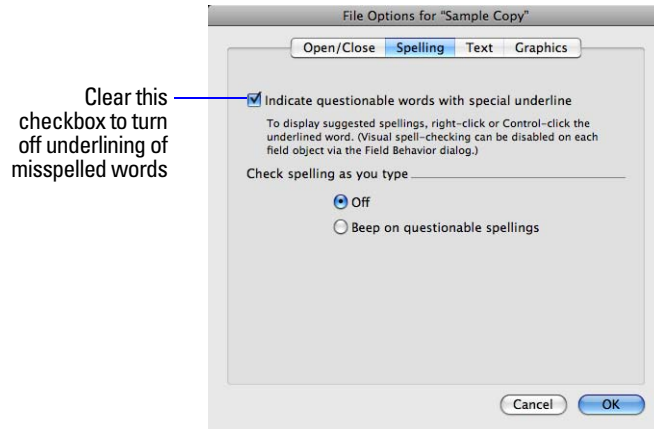 File Options for "Sample Copy"
Open/Close Spelling Text Graphics
Clear this
checkbox to turn
off underlining of
misspelled words
Indicate questionable words with special underline
To display suggested spellings, right-click or Control-click the
underlined word. (Visual spell-checking can be disabled on each
field object via the Field Behavior dialog.)
Check spelling as you type
Off
Beep on questionable spellings
Cancel OK